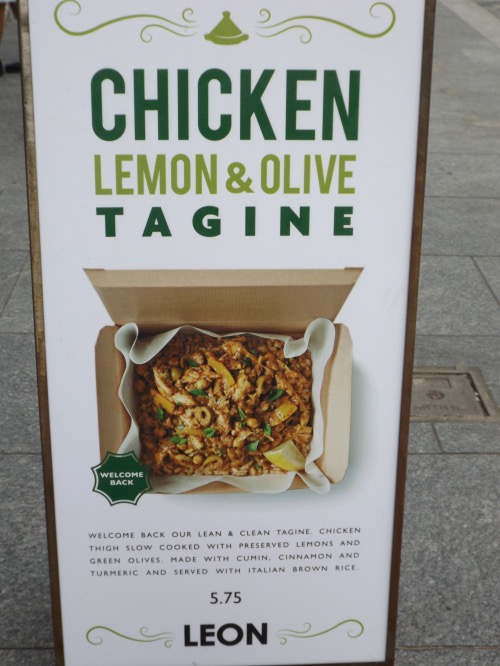 CHICKEN
LEMON & OLIVE
TAGINE
WELCOME
BACK
WELCOME BACK OUR LEAN & CLEAN TAGINE. CHICKEN
THIGH SLOW COOKED WITH PRESERVED LEMONS AND
GREEN OLIVES. MADE WITH CUMIN, CINNAMON AND
TURMERIC AND SERVED WITH ITALIAN BROWN RICE.
5.75
LEON